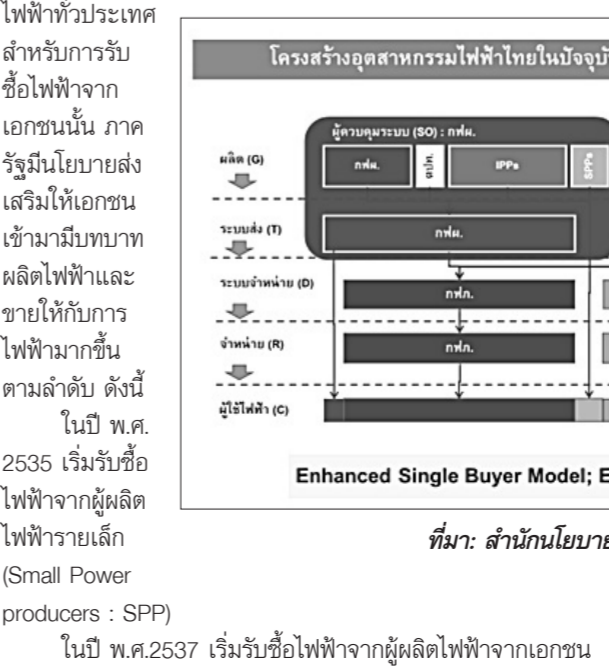 ไฟฟ้าทั่วประเทศ
สำหรับการรับ
ซื้อไฟฟ้าจาก
เอกชนนั้น ภาค
รัฐมีนโยบายส่ง
เสริมให้เอกชน
เข้ามามีบทบาท
ผลิตไฟฟ้าและ
ขายให้กับการ
ไฟฟ้ามากขึ้น
ตามลำดับ ดังนี้
ในปี พ.ศ.
2535 เริ่มรับซื้อ
ไฟฟ้าจากผู้ผลิต
ไฟฟ้ารายเล็ก
(Small Power
producers : SPP)
ในปี พ.ศ.2537 เริ่มรับซื้อไฟฟ้าจากผู้ผลิตไฟฟ้าจากเอกชน
โครงสร้างอุตสาหกรรมไฟฟ้าไทยในปัจจุบั
ผู้ควบคุมระบบ (SO) : กฟผ.
ผลิต (G)
กฟผ.
คปท.
IPPs
SPPs
ระบบส่ง (T)
กฟผ.
ระบบจำหน่าย (D)
กฟภ.
จำหน่าย (R)
กฟภ.
ผู้ใช้ไฟฟ้า (C)
Enhanced Single Buyer Model; E
ที่มา: สำนักนโยบาย